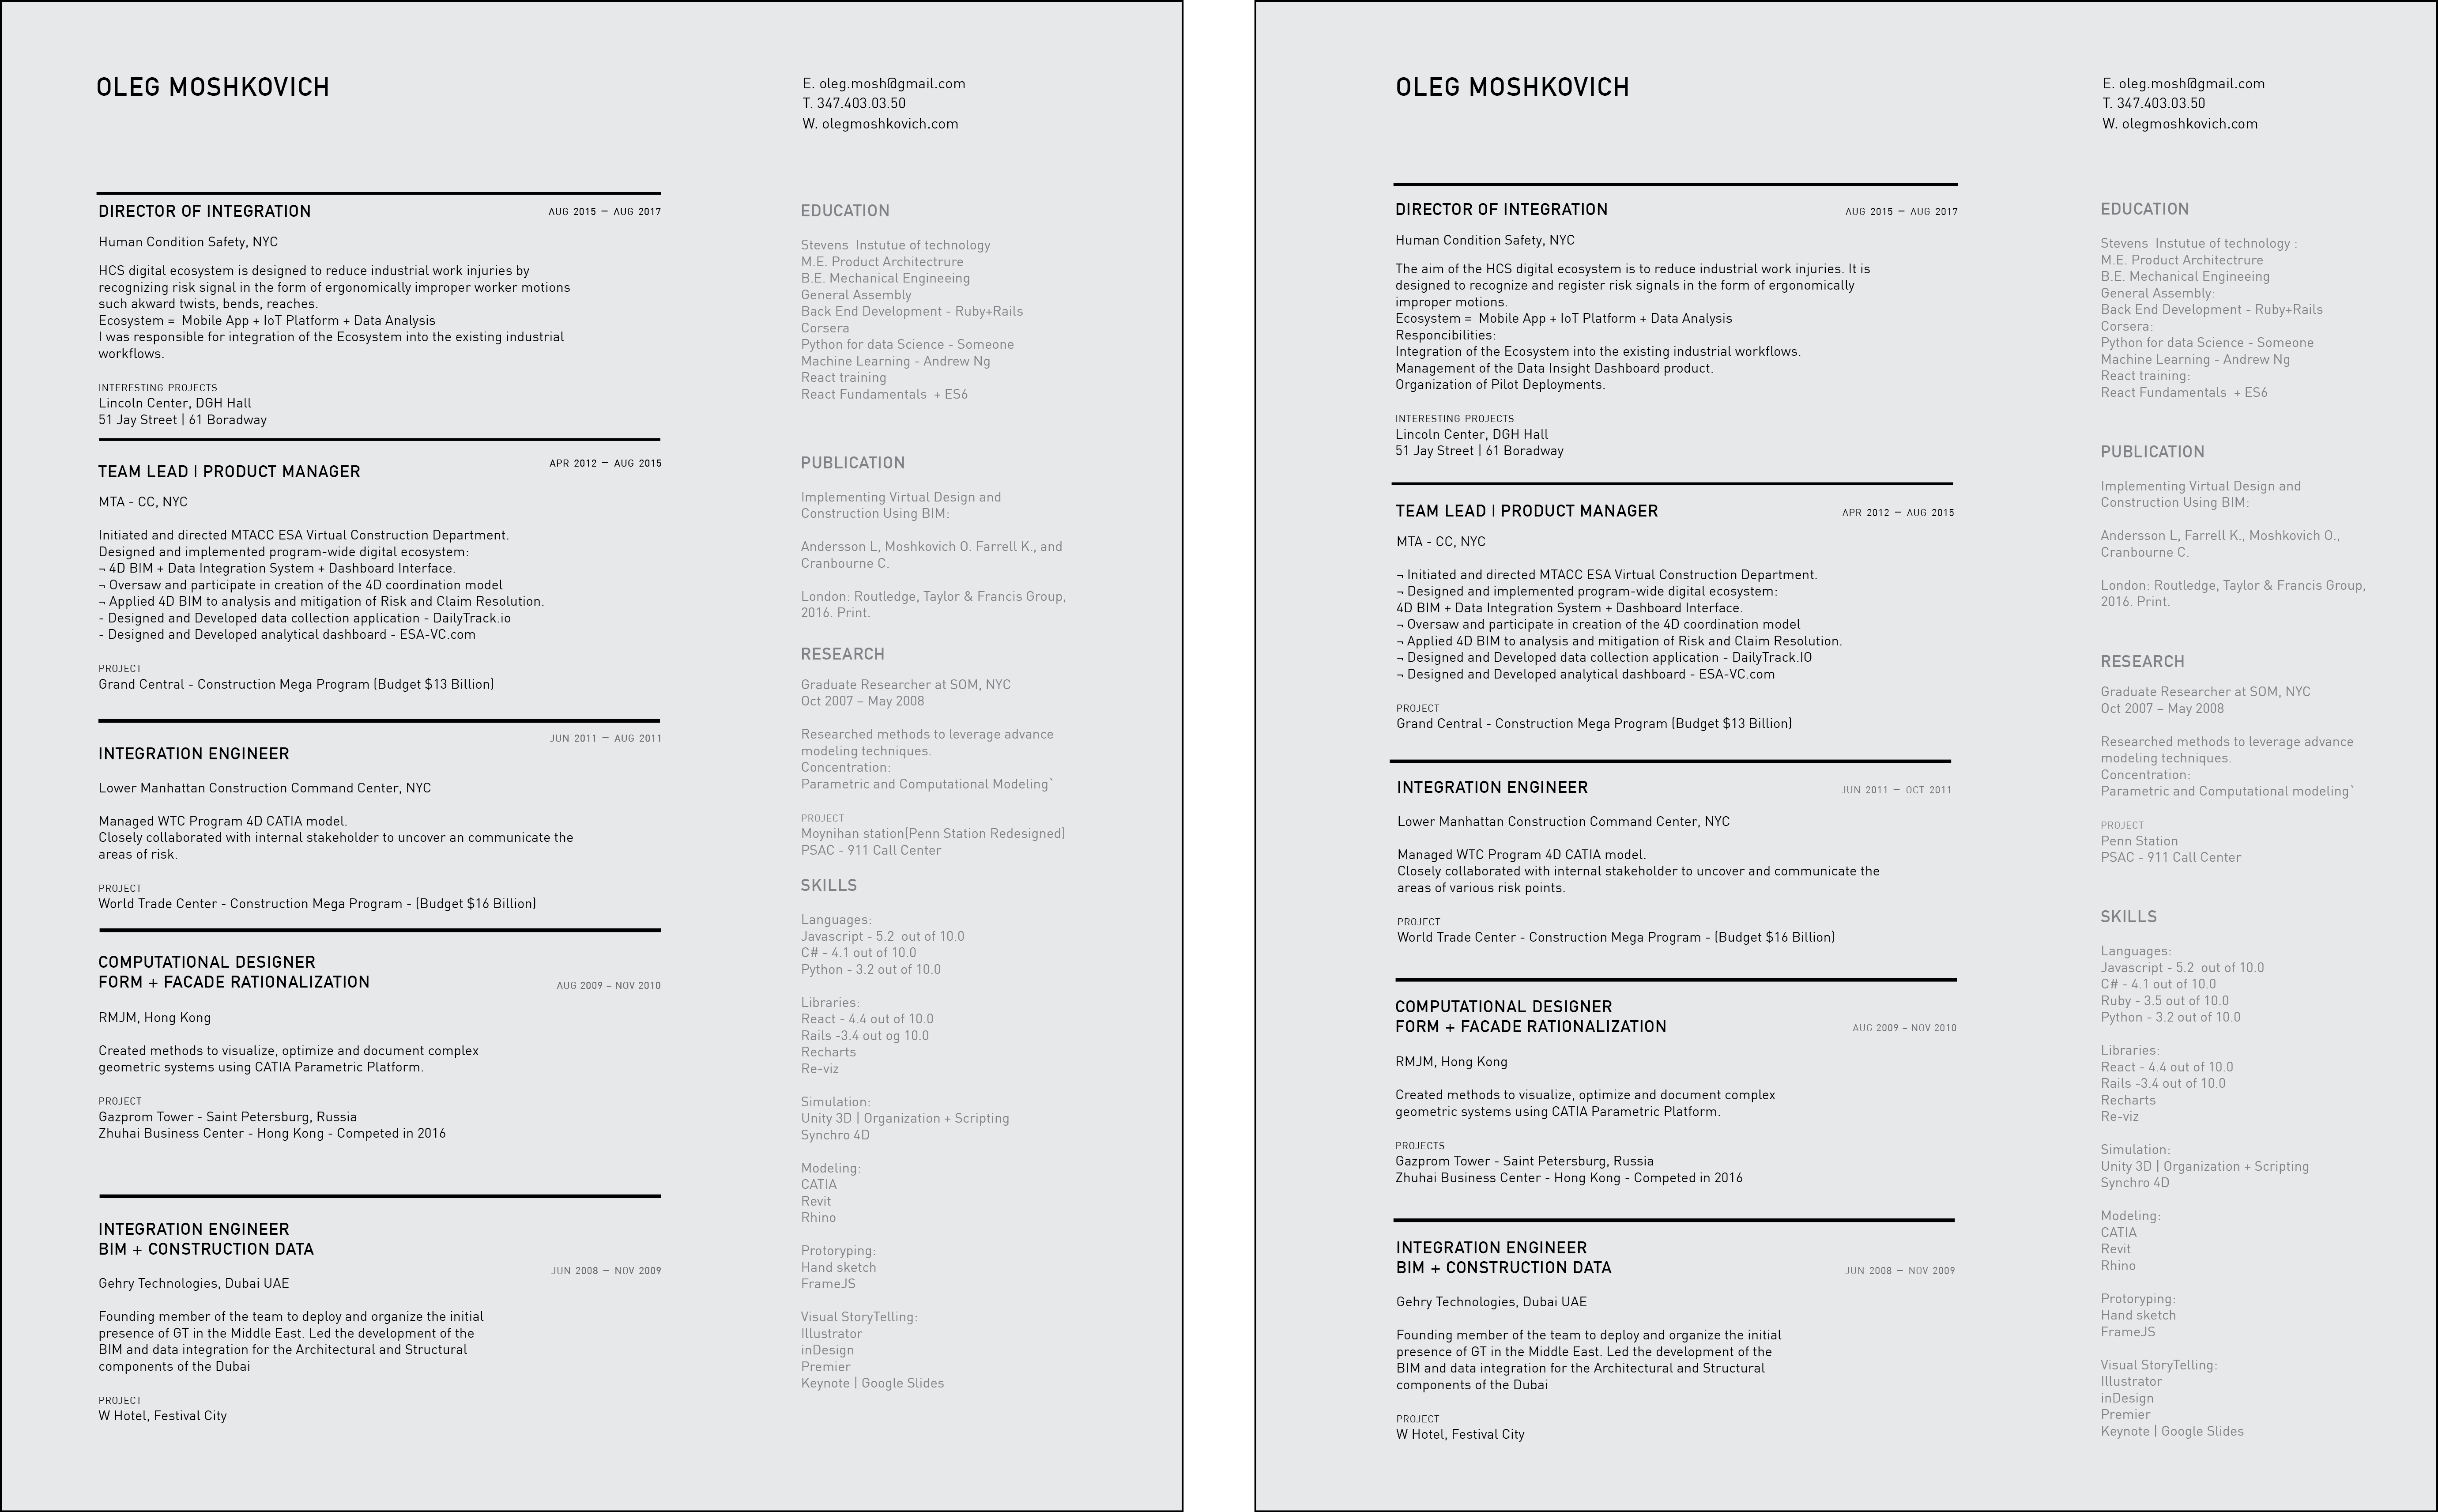 OLEG MOSHKOVICH
E. oleg.mosh@gmail.com
T. 347.403.03.50
W. olegmoshkovich.com
DIRECTOR OF INTEGRATION
AUG 2015 — AUG 2017
Human Condition Safety, NYC
HCS digital ecosystem is designed to reduce industrial work injuries by
recognizing risk signal in the form of ergonomically improper worker motions
such akward twists, bends, reaches.
Ecosystem = Mobile App + IoT Platform + Data Analysis
I was responsible for integration of the Ecosystem into the existing industrial
workflows.
INTERESTING PROJECTS
Lincoln Center, DGH Hall
51 Jay Street | 61 Boradway
TEAM LEAD | PRODUCT MANAGER
APR 2012 — AUG 2015
MTA - CC, NYC
Initiated and directed MTACC ESA Virtual Construction Department.
Designed and implemented program-wide digital ecosystem:
¬ 4D BIM + Data Integration System + Dashboard Interface.
¬ Oversaw and participate in creation of the 4D coordination model
¬ Applied 4D BIM to analysis and mitigation of Risk and Claim Resolution.
- Designed and Developed data collection application - DailyTrack.io
- Designed and Developed analytical dashboard - ESA-VC.com
PROJECT
Grand Central - Construction Mega Program (Budget $13 Billion)
INTEGRATION ENGINEER
JUN 2011 — AUG 2011
Lower Manhattan Construction Command Center, NYC
Managed WTC Program 4D CATIA model.
Closely collaborated with internal stakeholder to uncover an communicate the
areas of risk.
PROJECT
World Trade Center - Construction Mega Program - (Budget $16 Billion)
COMPUTATIONAL DESIGNER
FORM + FACADE RATIONALIZATION
AUG 2009 – NOV 2010
RMJM, Hong Kong
Created methods to visualize, optimize and document complex
geometric systems using CATIA Parametric Platform.
PROJECT
Gazprom Tower - Saint Petersburg, Russia
Zhuhai Business Center - Hong Kong - Competed in 2016
INTEGRATION ENGINEER
BIM + CONSTRUCTION DATA
JUN 2008 — NOV 2009
Gehry Technologies, Dubai UAE
Founding member of the team to deploy and organize the initial
presence of GT in the Middle East. Led the development of the
BIM and data integration for the Architectural and Structural
components of the Dubai
PROJECT
W Hotel, Festival City
EDUCATION
Stevens  Instutue of technology
M.E. Product Architectrure
B.E. Mechanical Engineeing
General Assembly
Back End Development - Ruby+Rails
Corsera
Python for data Science - Someone
Machine Learning - Andrew Ng
React training
React Fundamentals  + ES6
PUBLICATION
Implementing Virtual Design and
Construction Using BIM:
Andersson L, Moshkovich O. Farrell K., and
Cranbourne C.
London: Routledge, Taylor & Francis Group,
2016. Print.
RESEARCH
Graduate Researcher at SOM, NYC
Oct 2007 – May 2008
Researched methods to leverage advance
modeling techniques.
Concentration:
Parametric and Computational Modeling`
PROJECT
Moynihan station(Penn Station Redesigned)
PSAC - 911 Call Center
SKILLS
Languages:
Javascript - 5.2  out of 10.0
C# - 4.1 out of 10.0
Python - 3.2 out of 10.0
Libraries:
React - 4.4 out of 10.0
Rails -3.4 out og 10.0
Recharts
Re-viz
Simulation:
Unity 3D | Organization + Scripting
Synchro 4D
Modeling:
CATIA
Revit
Rhino
Protoryping:
Hand sketch
FrameJS
Visual StoryTelling:
Illustrator
inDesign
Premier
Keynote | Google Slides
OLEG MOSHKOVICH
E. oleg.mosh@gmail.com
T. 347.403.03.50
W. olegmoshkovich.com
DIRECTOR OF INTEGRATION
AUG 2015 — AUG 2017
Human Condition Safety, NYC
The aim of the HCS digital ecosystem is to reduce industrial work injuries. It is
designed to recognize and register risk signals in the form of ergonomically
improper motions.
Ecosystem = Mobile App + IoT Platform + Data Analysis
Responcibilities:
Integration of the Ecosystem into the existing industrial workflows.
Management of the Data Insight Dashboard product.
Organization of Pilot Deployments.
INTERESTING PROJECTS
Lincoln Center, DGH Hall
51 Jay Street | 61 Boradway
TEAM LEAD | PRODUCT MANAGER
APR 2012 — AUG 2015
MTA - CC, NYC
¬ Initiated and directed MTACC ESA Virtual Construction Department.
¬ Designed and implemented program-wide digital ecosystem:
4D BIM + Data Integration System + Dashboard Interface.
¬ Oversaw and participate in creation of the 4D coordination model
¬ Applied 4D BIM to analysis and mitigation of Risk and Claim Resolution.
¬ Designed and Developed data collection application - DailyTrack.IO
¬ Designed and Developed analytical dashboard - ESA-VC.com
PROJECT
Grand Central - Construction Mega Program (Budget $13 Billion)
INTEGRATION ENGINEER
JUN 2011 — OCT 2011
Lower Manhattan Construction Command Center, NYC
Managed WTC Program 4D CATIA model.
Closely collaborated with internal stakeholder to uncover and communicate the
areas of various risk points.
PROJECT
World Trade Center - Construction Mega Program - (Budget $16 Billion)
COMPUTATIONAL DESIGNER
FORM + FACADE RATIONALIZATION
AUG 2009 – NOV 2010
RMJM, Hong Kong
Created methods to visualize, optimize and document complex
geometric systems using CATIA Parametric Platform.
PROJECTS
Gazprom Tower - Saint Petersburg, Russia
Zhuhai Business Center - Hong Kong - Competed in 2016
INTEGRATION ENGINEER
BIM + CONSTRUCTION DATA
JUN 2008 — NOV 2009
Gehry Technologies, Dubai UAE
Founding member of the team to deploy and organize the initial
presence of GT in the Middle East. Led the development of the
BIM and data integration for the Architectural and Structural
components of the Dubai
PROJECT
W Hotel, Festival City
EDUCATION
Stevens  Instutue of technology :
M.E. Product Architectrure
B.E. Mechanical Engineeing
General Assembly:
Back End Development - Ruby+Rails
Corsera:
Python for data Science - Someone
Machine Learning - Andrew Ng
React training:
React Fundamentals  + ES6
PUBLICATION
Implementing Virtual Design and
Construction Using BIM:
Andersson L, Farrell K., Moshkovich O.,
Cranbourne C.
London: Routledge, Taylor & Francis Group,
2016. Print.
RESEARCH
Graduate Researcher at SOM, NYC
Oct 2007 – May 2008
Researched methods to leverage advance
modeling techniques.
Concentration:
Parametric and Computational modeling`
PROJECT
Penn Station
PSAC - 911 Call Center
SKILLS
Languages:
Javascript - 5.2  out of 10.0
C# - 4.1 out of 10.0
Ruby - 3.5 out of 10.0
Python - 3.2 out of 10.0
Libraries:
React - 4.4 out of 10.0
Rails -3.4 out of 10.0
Recharts
Re-viz
Simulation:
Unity 3D | Organization + Scripting
Synchro 4D
Modeling:
CATIA
Revit
Rhino
Protoryping:
Hand sketch
FrameJS
Visual StoryTelling:
Illustrator
inDesign
Premier
Keynote | Google Slides